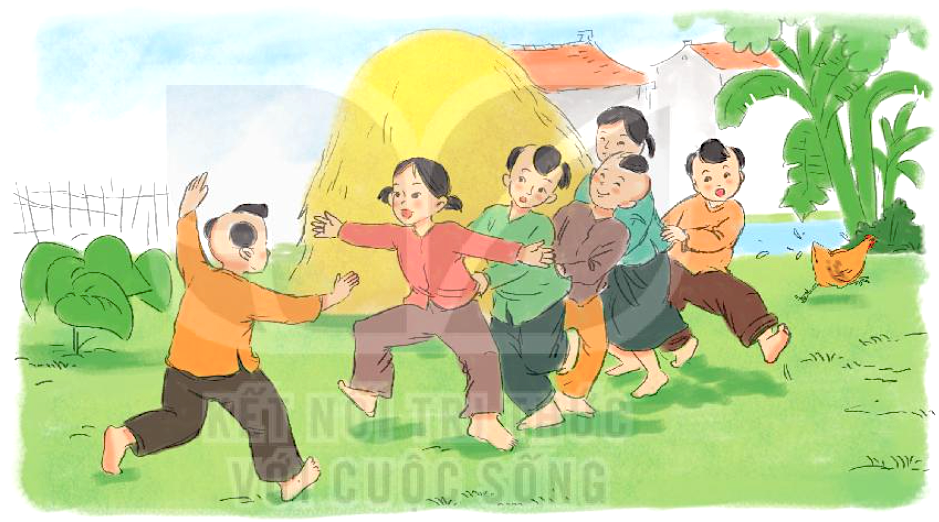 KẾT NỐI TRI THỨC
VỚI CUỘC SỐNG